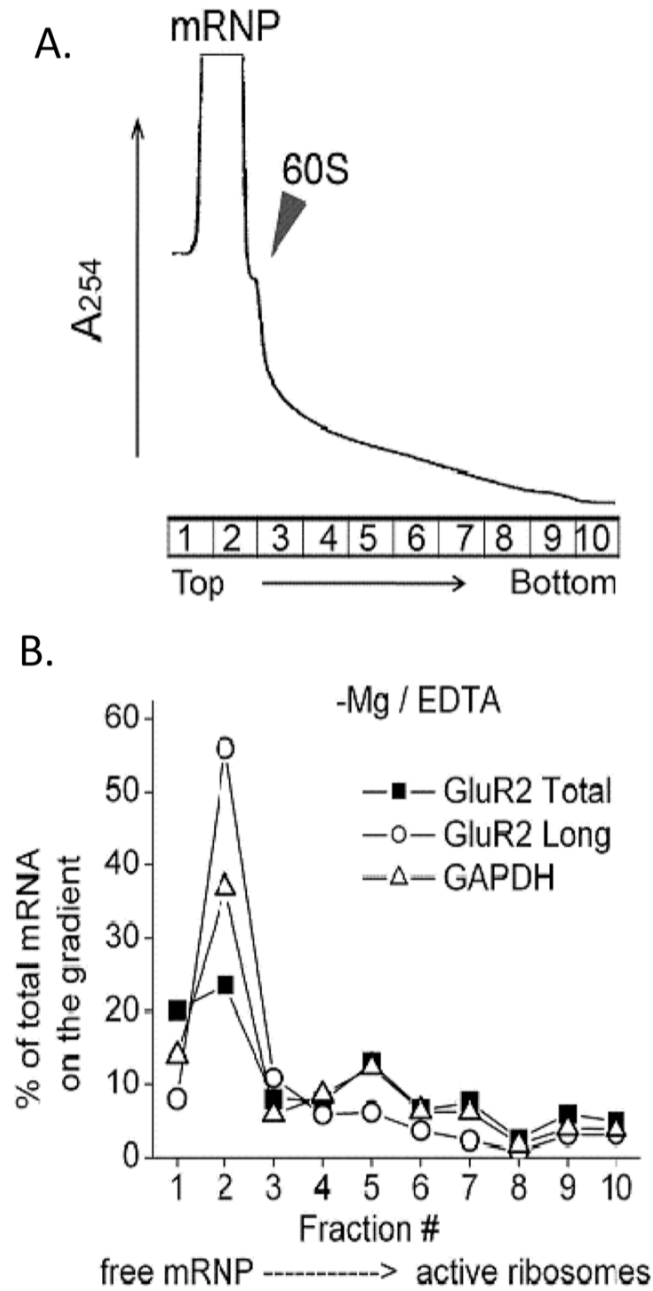 A.
mRNP
60S
A254
1 2 3 4 5 6 7 8 9 10
Top Bottom
B.
-Mg / EDTA
GluR2 Total
GluR2 Long
GAPDH
% of total mRNA
on the gradient
60
50
40
30
20
10
0
1 2 3 4 5 6 7 8 9 10
Fraction #
free mRNP -----------> active ribosomes